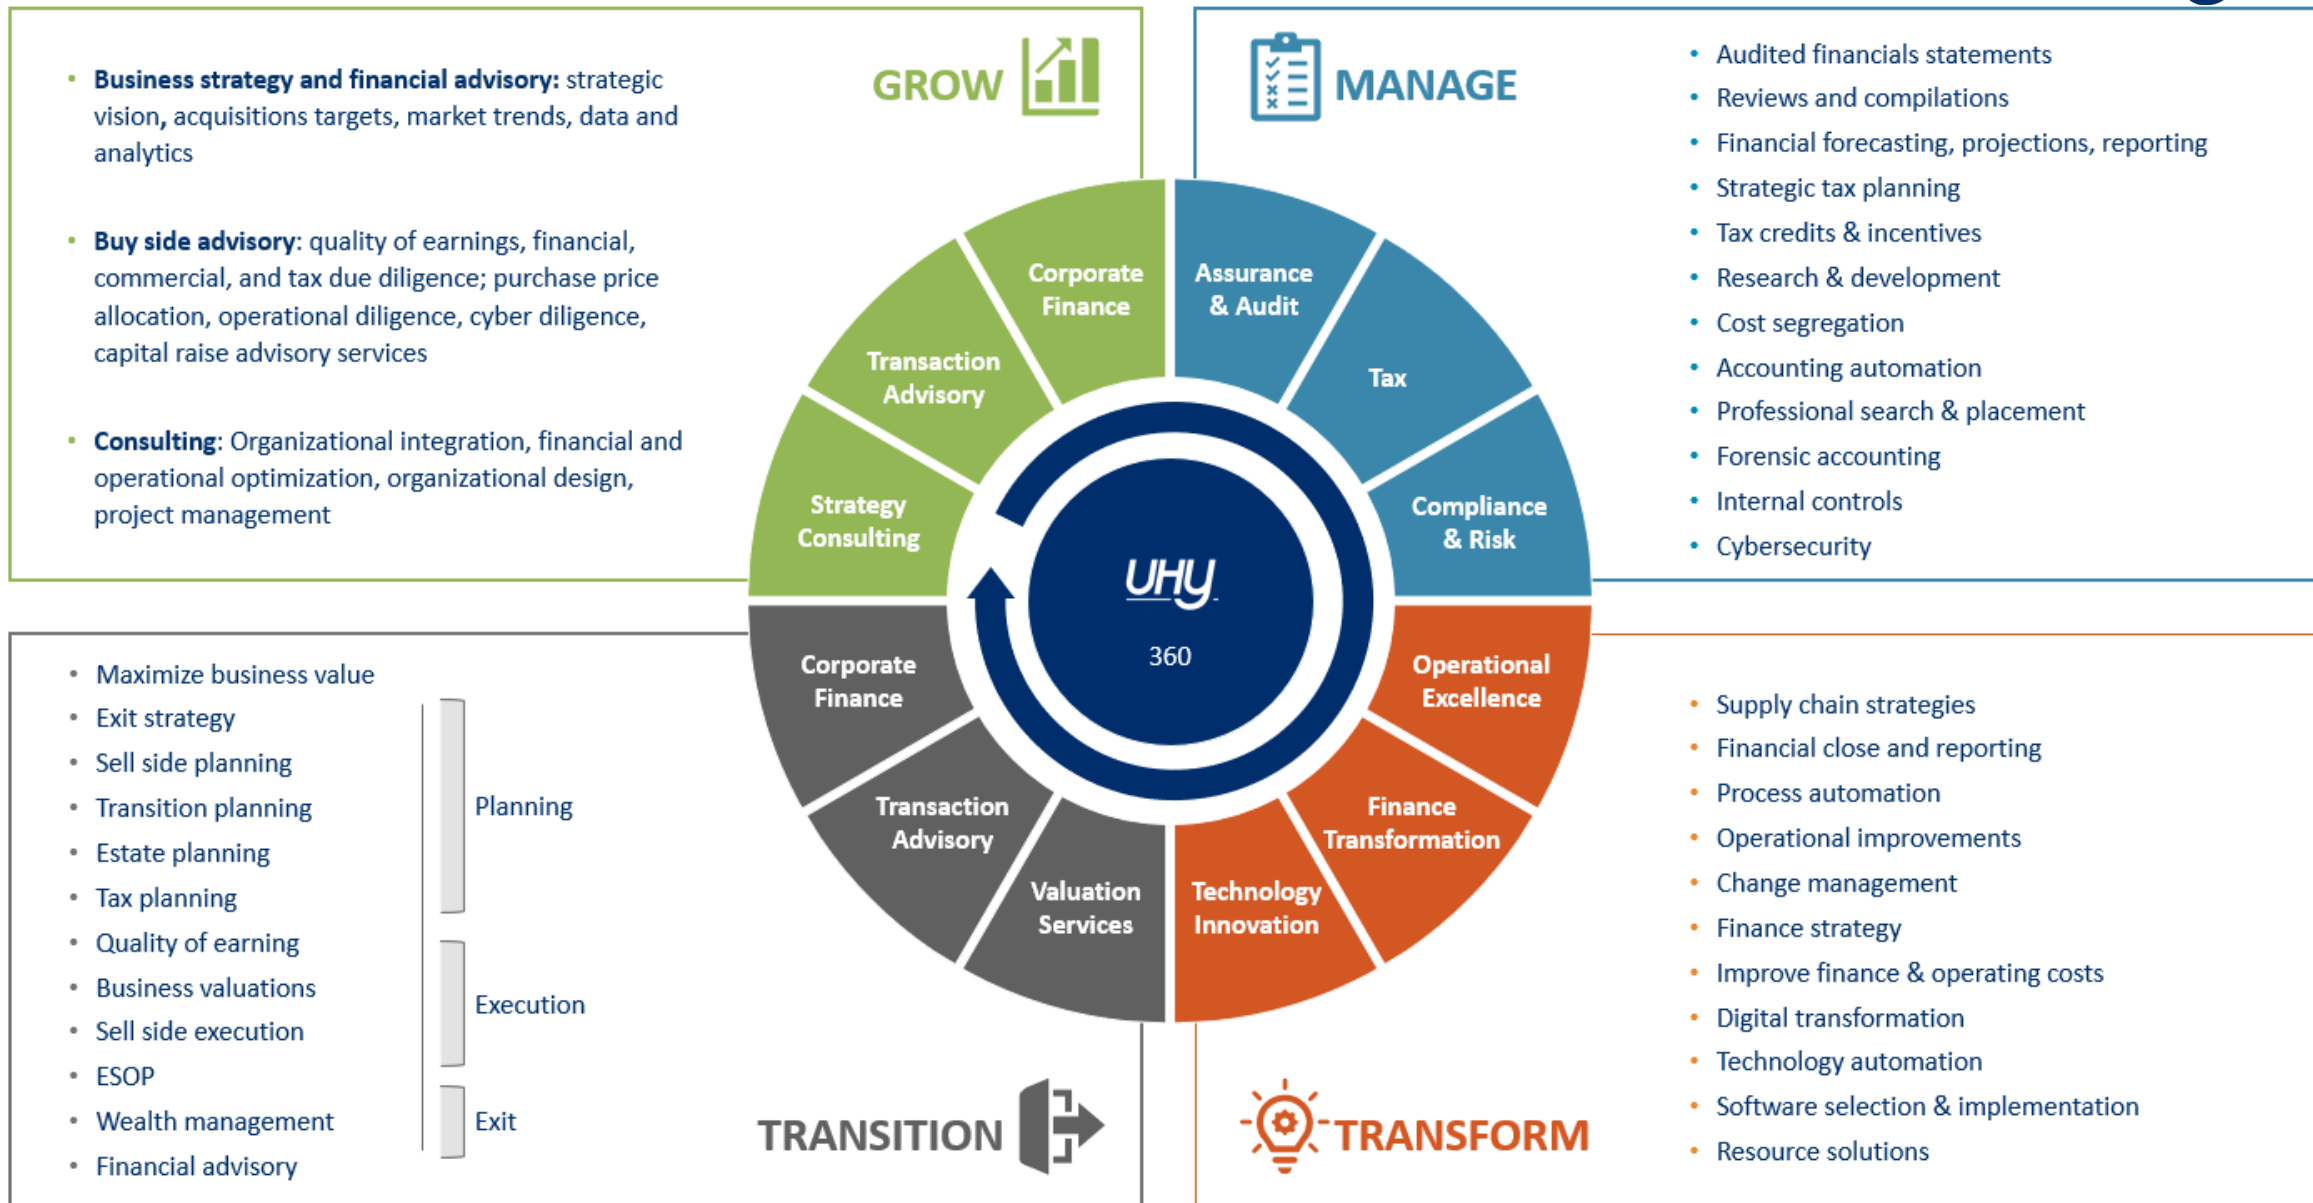 GROW
• Business strategy and financial advisory: strategic
vision, acquisitions targets, market trends, data and
analytics
• Buy side advisory: quality of earnings, financial,
commercial, and tax due diligence; purchase price
allocation, operational diligence, cyber diligence,
capital raise advisory services
• Consulting: Organizational integration, financial and
operational optimization, organizational design,
project management
MANAGE
• Audited financials statements
• Reviews and compilations
• Financial forecasting, projections, reporting
• Strategic tax planning
• Tax credits & incentives
• Research & development
• Cost segregation
• Accounting automation
• Professional search & placement
• Forensic accounting
• Internal controls
• Cybersecurity
Corporate
Finance
Assurance
& Audit
Transaction
Advisory
Tax
Strategy
Consulting
Compliance
& Risk
UHY
360
Corporate
Finance
Operational
Excellence
Transaction
Advisory
Finance
Transformation
Valuation
Services
Technology
Innovation
• Maximize business value
• Exit strategy
• Sell side planning
• Transition planning
• Estate planning
• Tax planning
• Quality of earning
• Business valuations
• Sell side execution
• ESOP
• Wealth management
• Financial advisory
Planning
Execution
Exit
TRANSITION
TRANSFORM
• Supply chain strategies
• Financial close and reporting
• Process automation
• Operational improvements
• Change management
• Finance strategy
• Improve finance & operating costs
• Digital transformation
• Technology automation
• Software selection & implementation
• Resource solutions